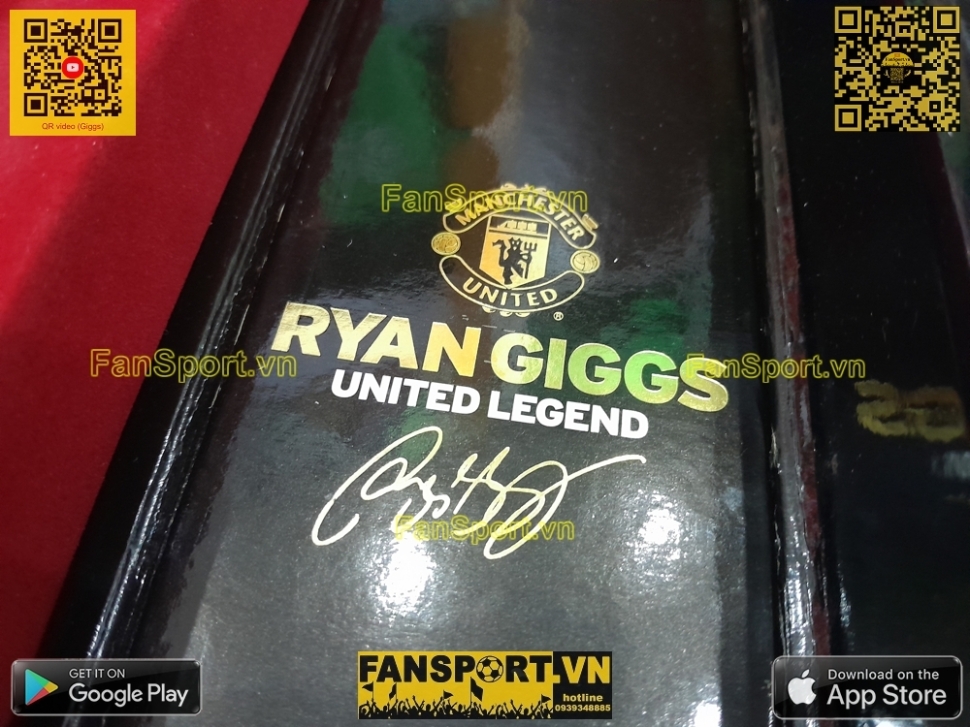 QR video (Giggs)
FanSport.vn
MANCHESTER
UNITED
®
RYAN GIGGS
FanSport.vn
FanSport.vn
UNITED LEGEND
FanSport.vn
GET IT ON
Google Play
FANSPORT.VN
hotline
0939348885
Download on the
App Store